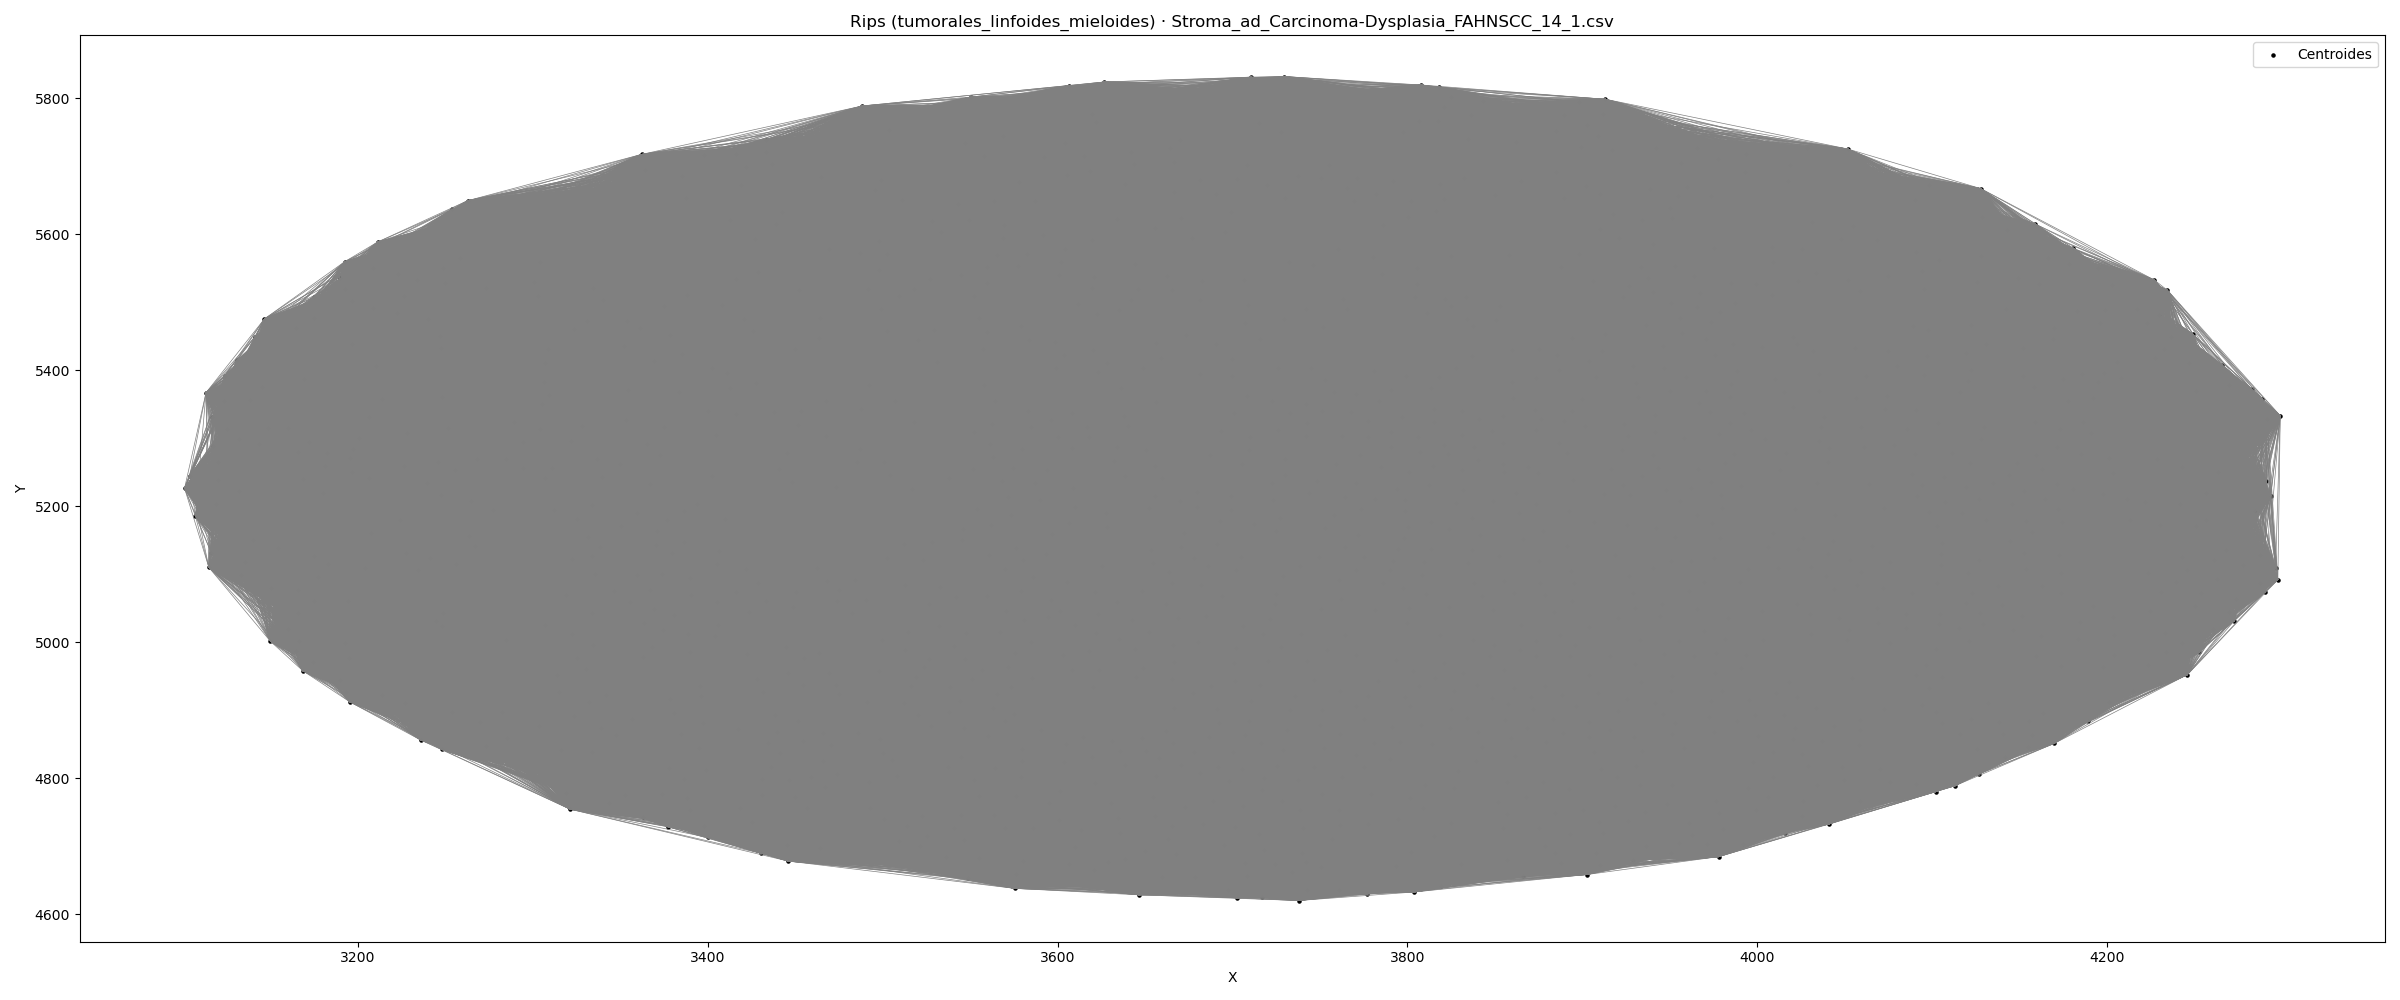 Rips (tumorales_linfoides_mieloides) · Stroma_ad_Carcinoma-Dysplasia_FAHNSCC_14_1.csv
Centroides
5800
5600
5400
5200
5000
4800
4600
Y
3200 3400 3600 3800 4000 4200
X